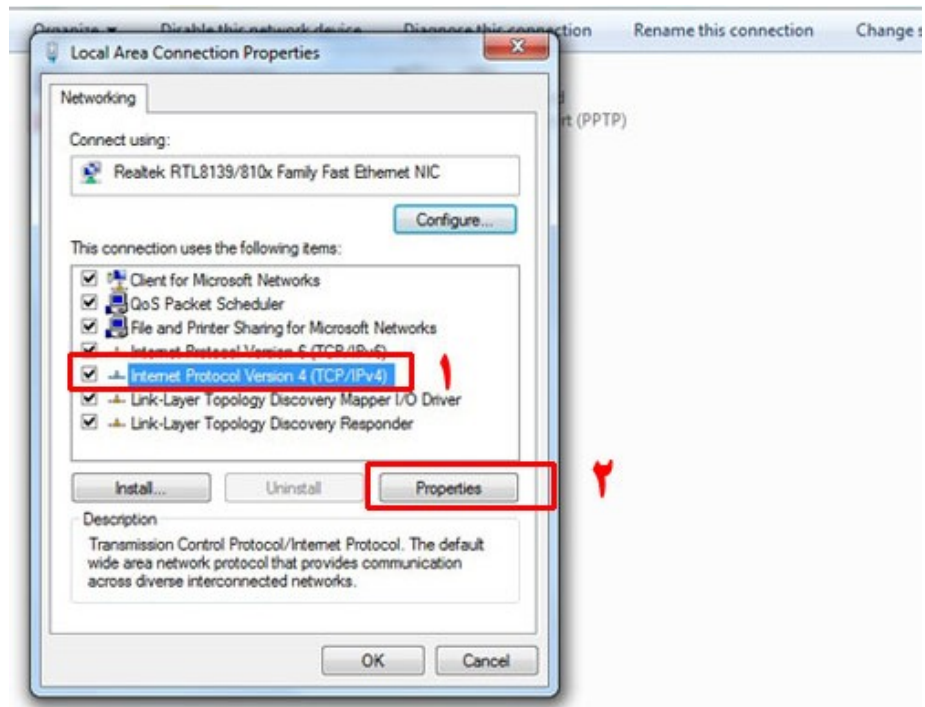 Organize Disable this network device Diagnose this connection Rename this connection Change s
Local Area Connection Properties
rt (PPTP)
Networking
Connect using:
Realtek RTL8139/810x Family Fast Ethernet NIC
Configure...
This connection uses the following items:
Client for Microsoft Networks
QoS Packet Scheduler
File and Printer Sharing for Microsoft Networks
Internet Protocol Version 6 (TCP/IPv6)
Internet Protocol Version 4 (TCP/IPv4) ۱
Link-Layer Topology Discovery Mapper I/O Driver
Link-Layer Topology Discovery Responder
Install... Uninstall Properties ۲
Description
Transmission Control Protocol/Internet Protocol. The default
wide area network protocol that provides communication
across diverse interconnected networks.
OK Cancel